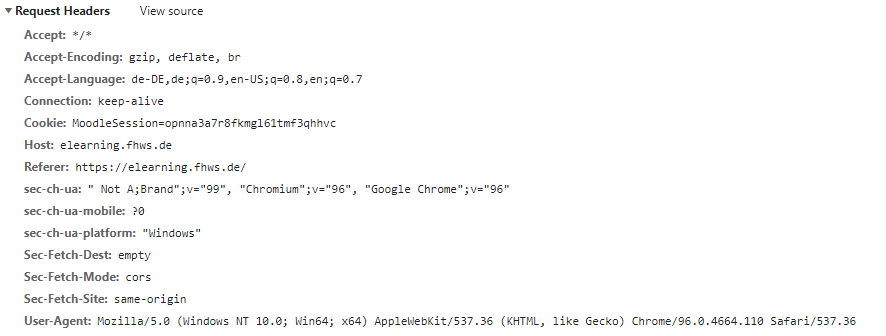 Request Headers View source
Accept: */*
Accept-Encoding: gzip, deflate, br
Accept-Language: de-DE,de;q=0.9,en-US;q=0.8,en;q=0.7
Connection: keep-alive
Cookie: MoodleSession=opnna3a7r8fkmgl61tmf3qhhvc
Host: elearning.fhws.de
Referer: https://elearning.fhws.de/
sec-ch-ua: " Not A;Brand";v="99", "Chromium";v="96", "Google Chrome";v="96"
sec-ch-ua-mobile: ?0
sec-ch-ua-platform: "Windows"
Sec-Fetch-Dest: empty
Sec-Fetch-Mode: cors
Sec-Fetch-Site: same-origin
User-Agent: Mozilla/5.0 (Windows NT 10.0; Win64; x64) AppleWebKit/537.36 (KHTML, like Gecko) Chrome/96.0.4664.110 Safari/537.36